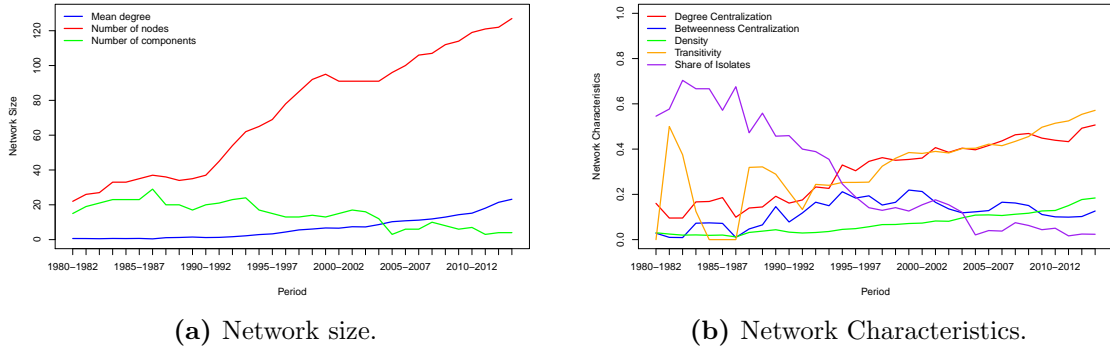 Mean degree
Number of nodes
Number of components
Network Size
0
20
40
60
80
100
120
1980−1982
1985−1987
1990−1992
1995−1997
2000−2002
2005−2007
2010−2012
Period
(a) Network size.
Degree Centralization
Betweenness Centralization
Density
Transitivity
Share of Isolates
Network Characteristics
0.0
0.2
0.4
0.6
0.8
1.0
1980−1982
1985−1987
1990−1992
1995−1997
2000−2002
2005−2007
2010−2012
Period
(b) Network Characteristics.